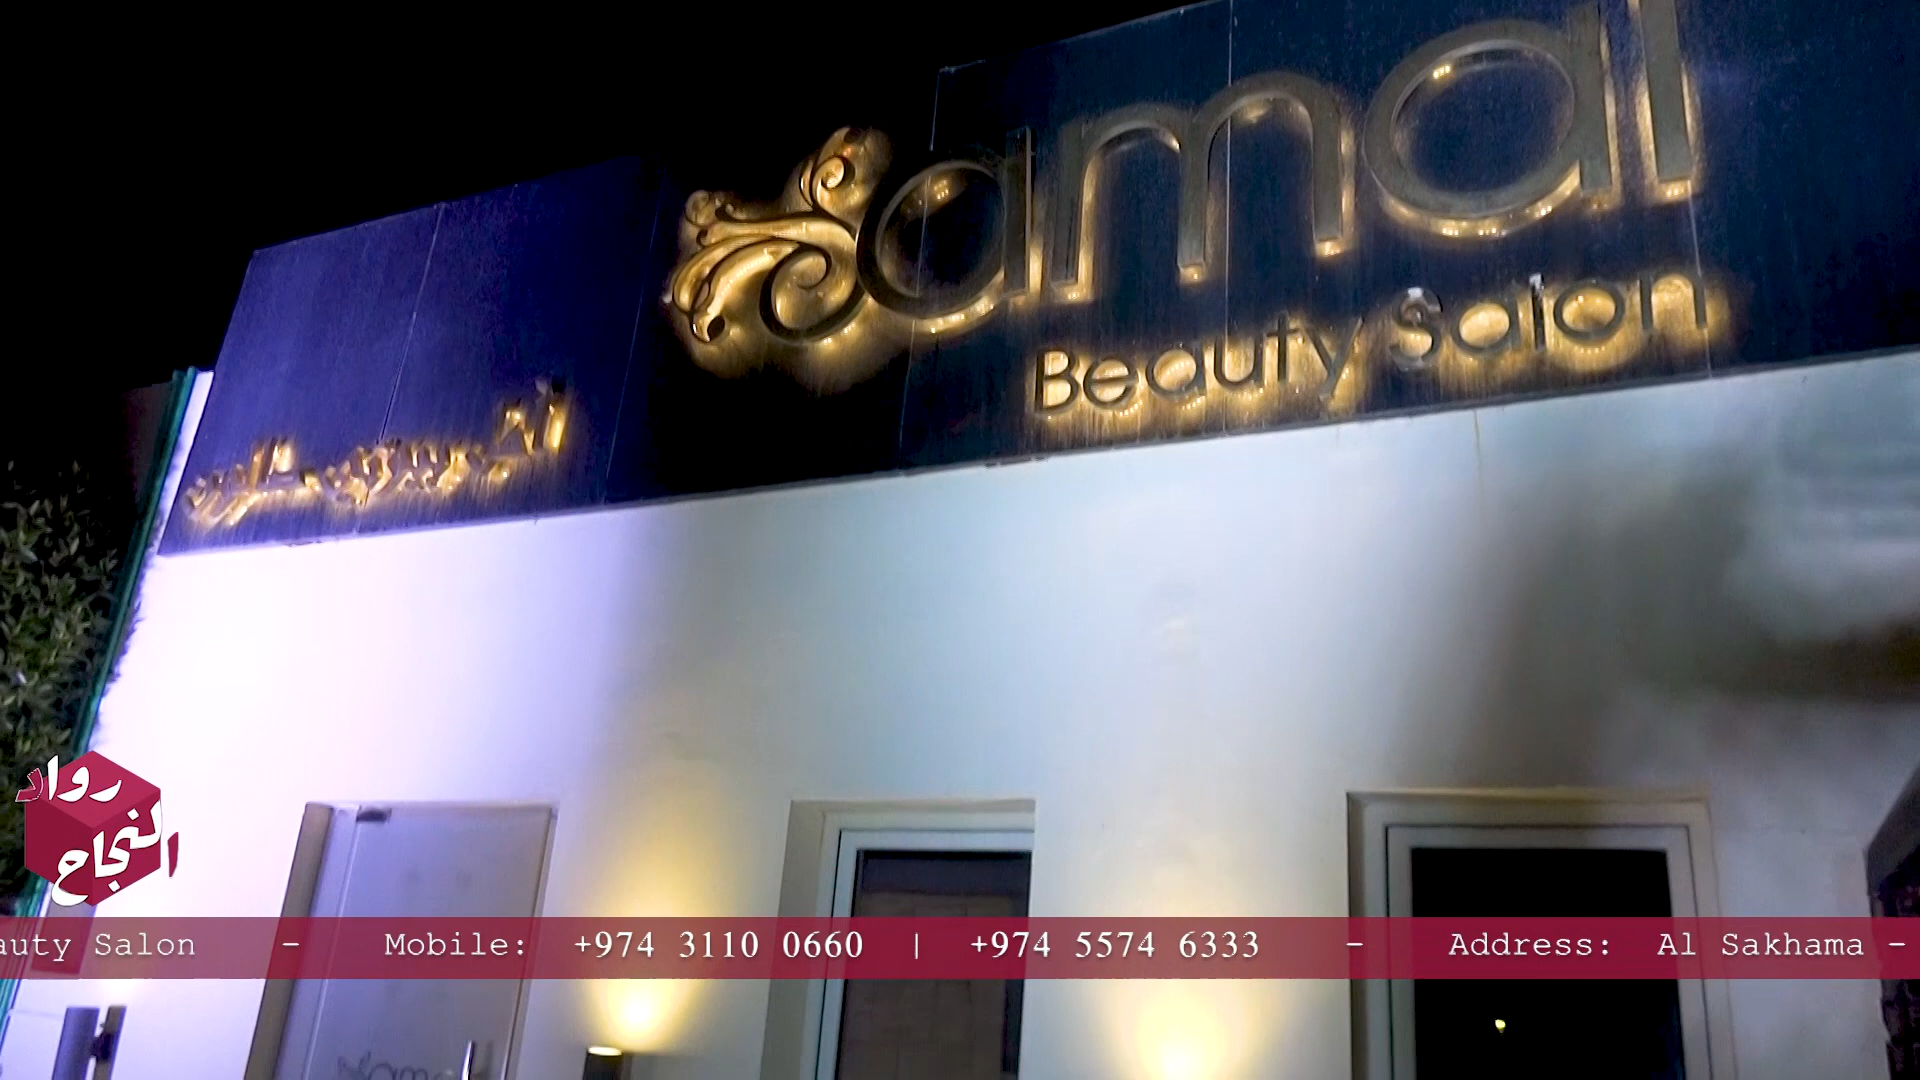 amal
Beauty Salon
رواد
النجاح
auty Salon - Mobile: +974 3110 0660 | +974 5574 6333 - Address: Al Sakhama -